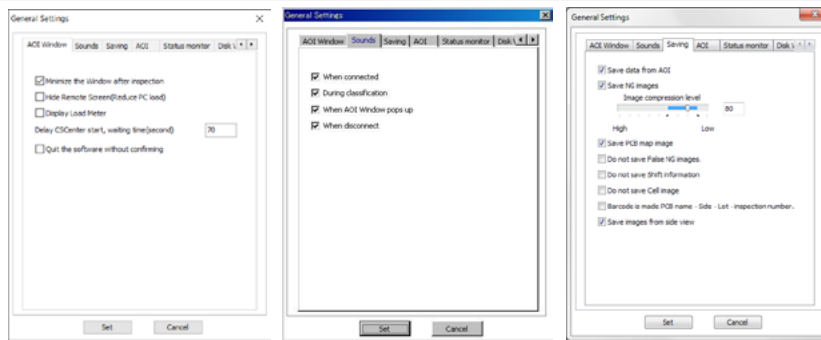 General Settings
AOI Window Sounds Saving AOI Status monitor Disk
Minimize the Window after inspection
Hide Remote Screen(Reduce PC load)
Display Load Meter
Delay CSCenter start, waiting time(second) 70
Quit the software without confirming
Set Cancel
General Settings
AOI Window Sounds Saving AOI Status monitor Disk
When connected
During classification
When AOI Window pops up
When disconnect
Set Cancel
General Settings
AOI Window Sounds Saving AOI Status monitor Disk
Save data from AOI
Save NG images
Image compression level
80
High Low
Save PCB map image
Do not save False NG images.
Do not save Shift information
Do not save Cell image
Barcode is made PCB name - Side - Lot - inspection number.
Save images from side view
Set Cancel